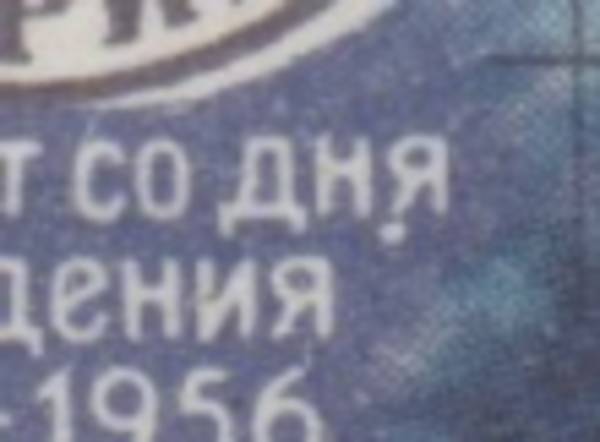 т со дня
дения
-1956